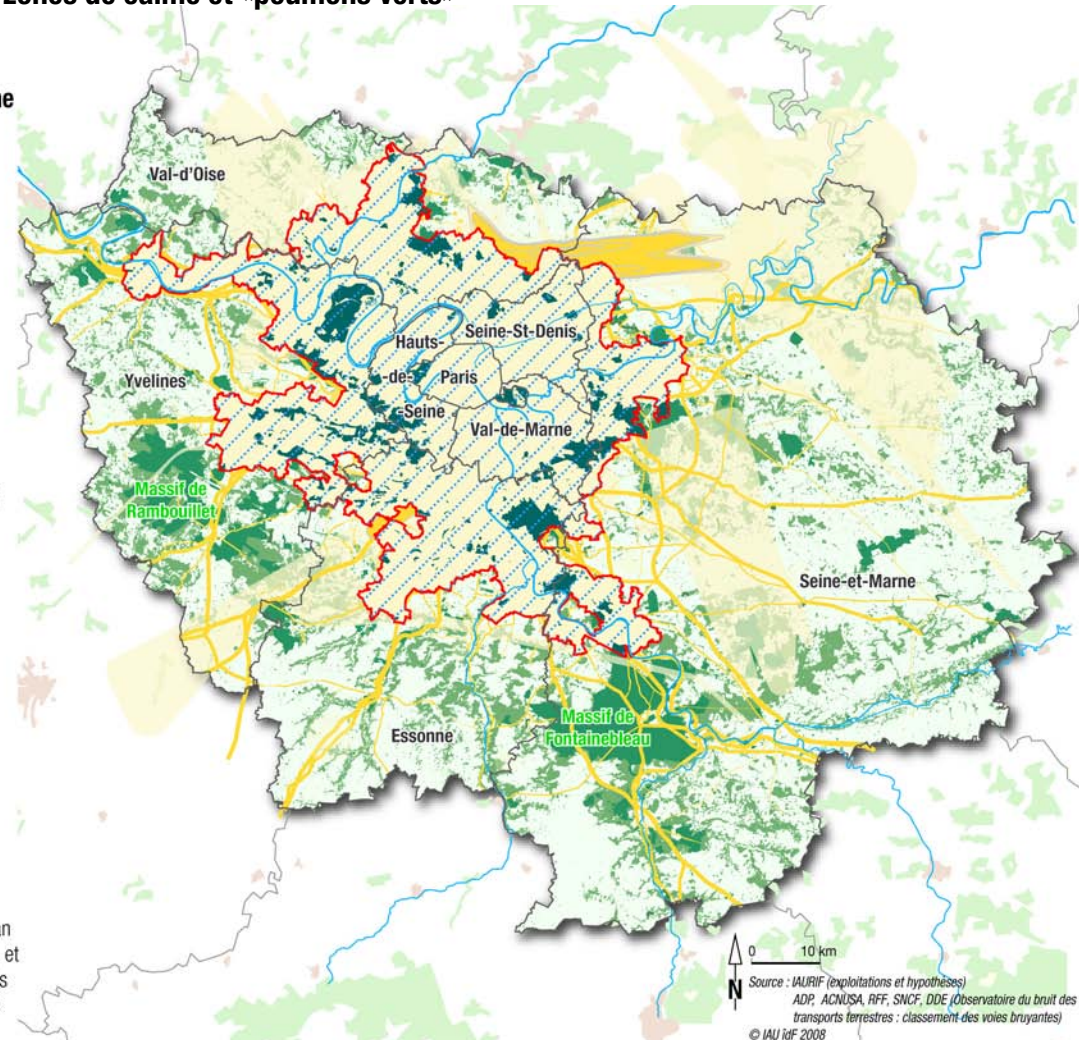 Zones de calme et «poumons verts»
Val-d'Oise
Yvelines
Hauts-
-de-
-Seine
Seine-St-Denis
Paris
Val-de-Marne
Massif de
Rambouillet
Seine-et-Marne
Essonne
Massif de
Fontainebleau
et
0 10 km
N
Source : IAURIF (exploitations et hypothèses)
ADP, ACNUSA, RFF, SNCF, DDE (Observatoire du bruit des
transports terrestres : classement des voies bruyantes)
© IAU îdF 2008